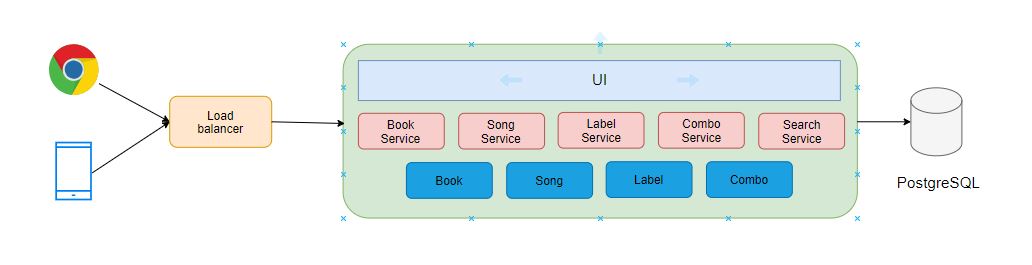 UI
Load
balancer
Book
Service
Song
Service
Label
Service
Combo
Service
Search
Service
Book
Song
Label
Combo
PostgreSQL